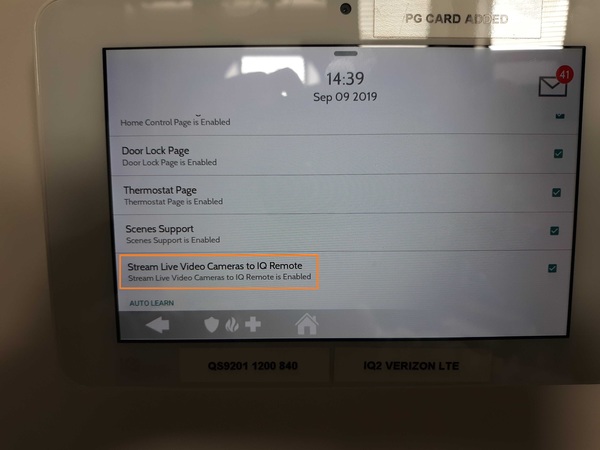 PG CARD ADDED
14:39
Sep 09 2019
41
Home Control Page is Enabled
Door Lock Page
Door Lock Page is Enabled
Thermostat Page
Thermostat Page is Enabled
Scenes Support
Scenes Support is Enabled
Stream Live Video Cameras to IQ Remote
Stream Live Video Cameras to IQ Remote is Enabled
AUTO LEARN
QS9201 1200 840
IQ2 VERIZON LTE